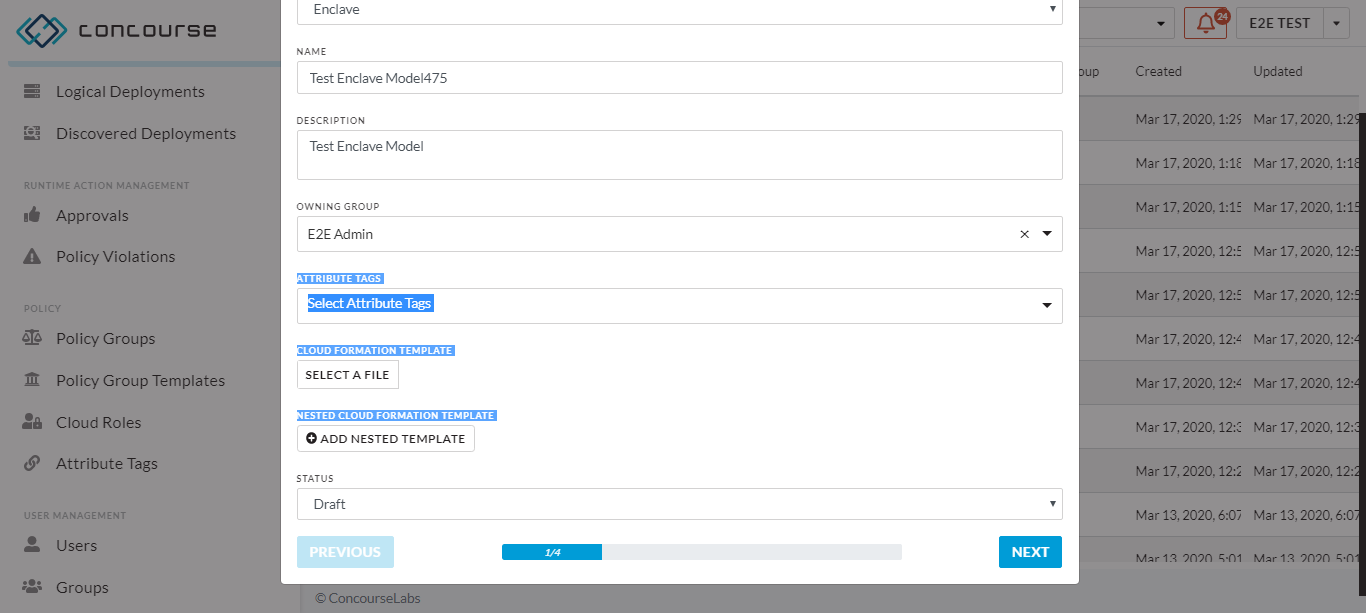 concourse
Logical Deployments
Discovered Deployments
RUNTIME ACTION MANAGEMENT
Approvals
Policy Violations
POLICY
Policy Groups
Policy Group Templates
Cloud Roles
Attribute Tags
USER MANAGEMENT
Users
Groups
Enclave
NAME
Test Enclave Model475
DESCRIPTION
Test Enclave Model
OWNING GROUP
E2E Admin
ATTRIBUTE TAGS
Select Attribute Tags
CLOUD FORMATION TEMPLATE
SELECT A FILE
NESTED CLOUD FORMATION TEMPLATE
ADD NESTED TEMPLATE
STATUS
Draft
PREVIOUS 1/4 NEXT
24 E2E TEST
oup Created Updated
Mar 17, 2020, 1:29 Mar 17, 2020, 1:29
Mar 17, 2020, 1:18 Mar 17, 2020, 1:18
Mar 17, 2020, 1:15 Mar 17, 2020, 1:15
Mar 17, 2020, 12:5 Mar 17, 2020, 12:5
Mar 17, 2020, 12:5 Mar 17, 2020, 12:5
Mar 17, 2020, 12:4 Mar 17, 2020, 12:4
Mar 17, 2020, 12:4 Mar 17, 2020, 12:4
Mar 17, 2020, 12:3 Mar 17, 2020, 12:3
Mar 17, 2020, 12:2 Mar 17, 2020, 12:2
Mar 13, 2020, 6:07 Mar 13, 2020, 6:07
Mar 13, 2020, 5:01 Mar 13, 2020, 5:01
© ConcourseLabs